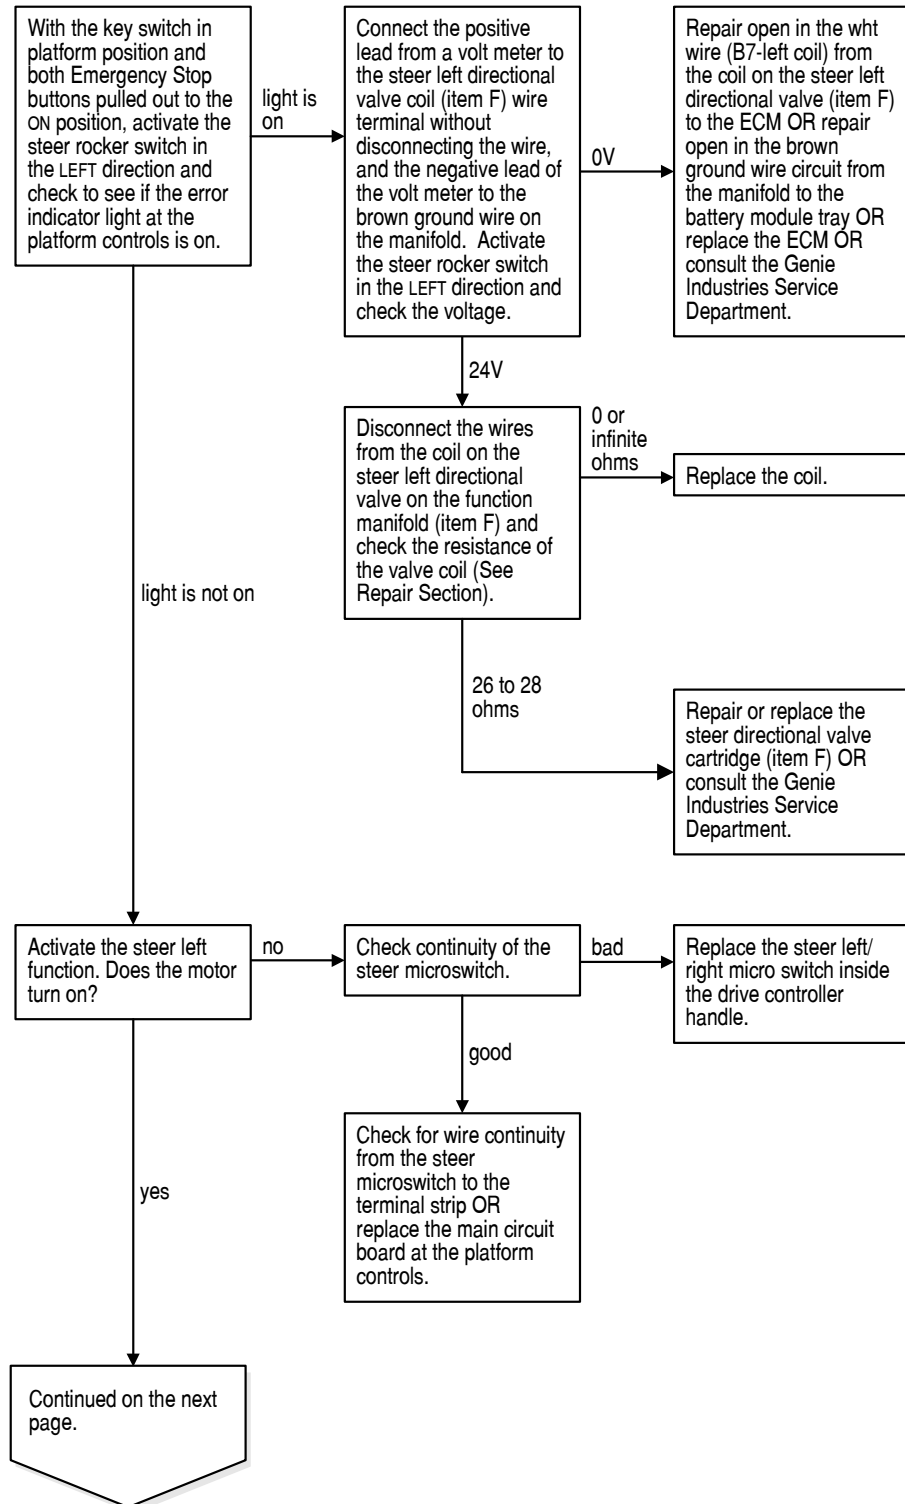 With the key switch in
platform position and
both Emergency Stop
buttons pulled out to the
ON position, activate the
steer rocker switch in
the LEFT direction and
check to see if the error
indicator light at the
platform controls is on.
light is
on
Connect the positive
lead from a volt meter to
the steer left directional
valve coil (item F) wire
terminal without
disconnecting the wire,
and the negative lead of
the volt meter to the
brown ground wire on
the manifold. Activate
the steer rocker switch
in the LEFT direction and
check the voltage.
0V
Repair open in the wht
wire (B7-left coil) from
the coil on the steer left
directional valve (item F)
to the ECM OR repair
open in the brown
ground wire circuit from
the manifold to the
battery module tray OR
replace the ECM OR
consult the Genie
Industries Service
Department.
24V
Disconnect the wires
from the coil on the
steer left directional
valve on the function
manifold (item F) and
check the resistance of
the valve coil (See
Repair Section).
0 or
infinite
ohms
Replace the coil.
light is not on
26 to 28
ohms
Repair or replace the
steer directional valve
cartridge (item F) OR
consult the Genie
Industries Service
Department.
Activate the steer left
function. Does the motor
turn on?
no
Check continuity of the
steer microswitch.
bad
Replace the steer left/
right micro switch inside
the drive controller
handle.
good
Check for wire continuity
from the steer
microswitch to the
terminal strip OR
replace the main circuit
board at the platform
controls.
yes
Continued on the next
page.